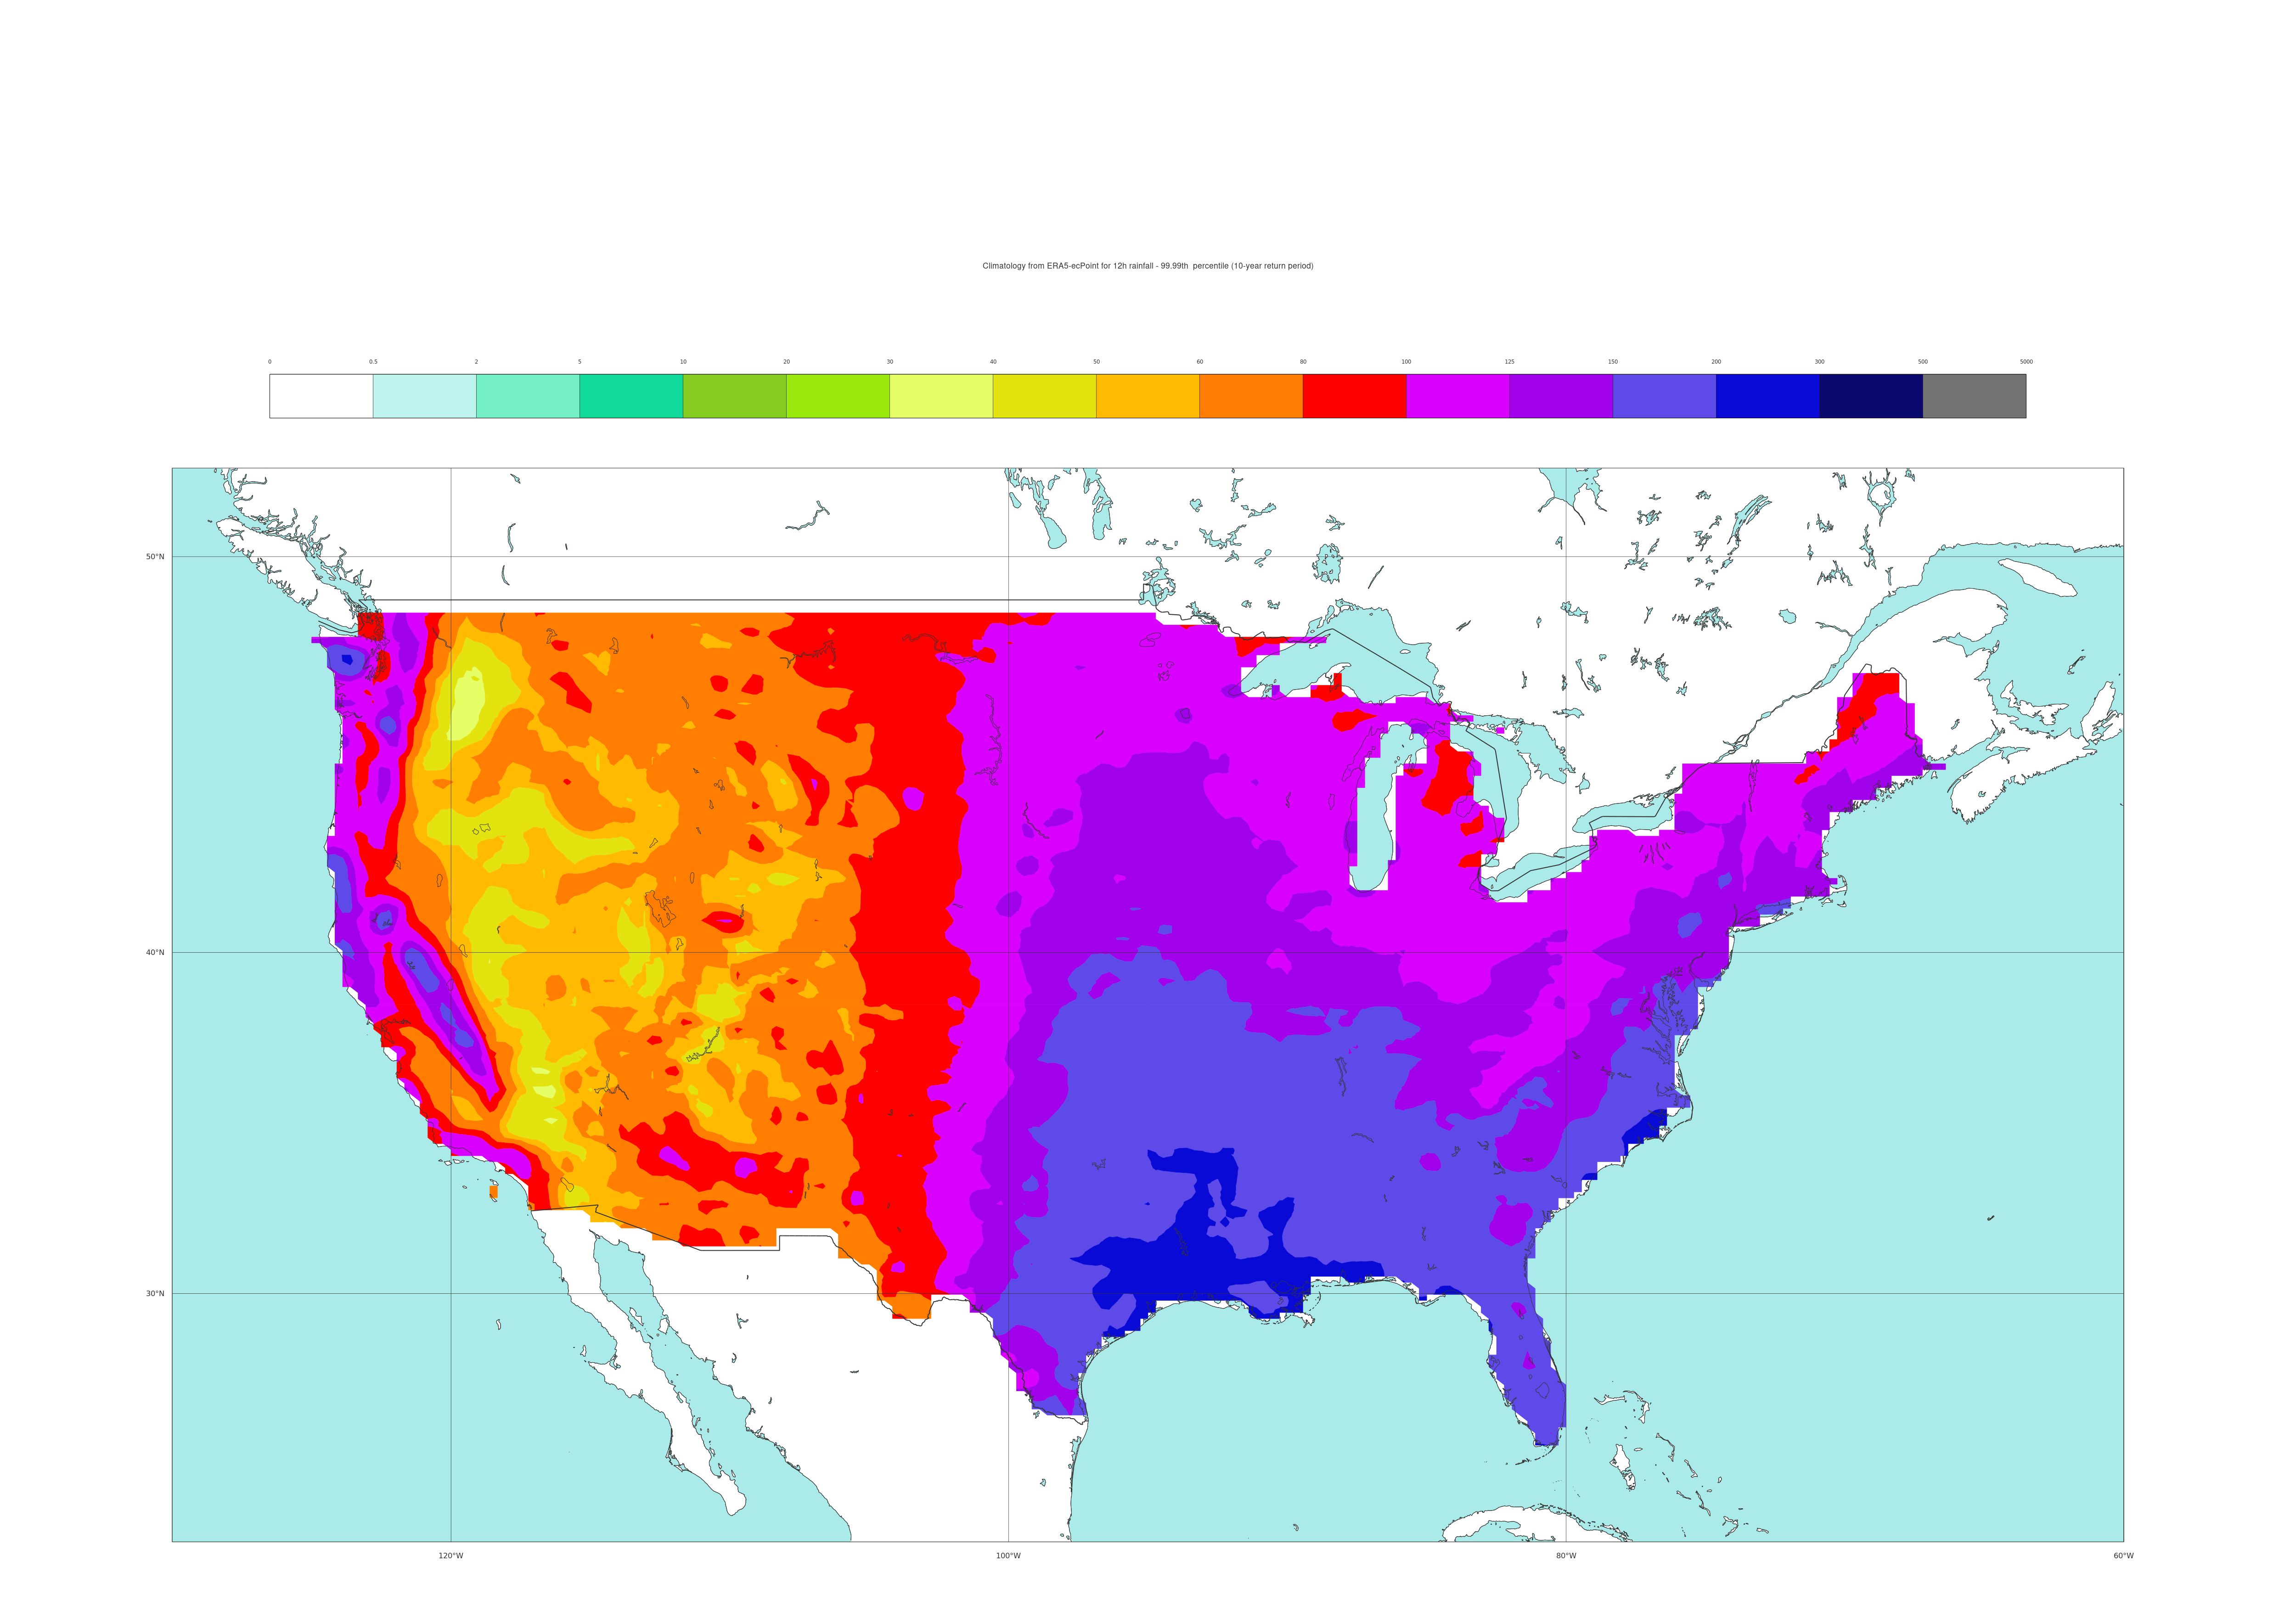 Climatology from ERA5-ecPoint for 12h rainfall - 99.99th  percentile (10-year return period)
0 0.5 2 5 10 20 30 40 50 60 80 100 125 150 200 300 500 5000
50°N
40°N
30°N
120°W 100°W 80°W 60°W